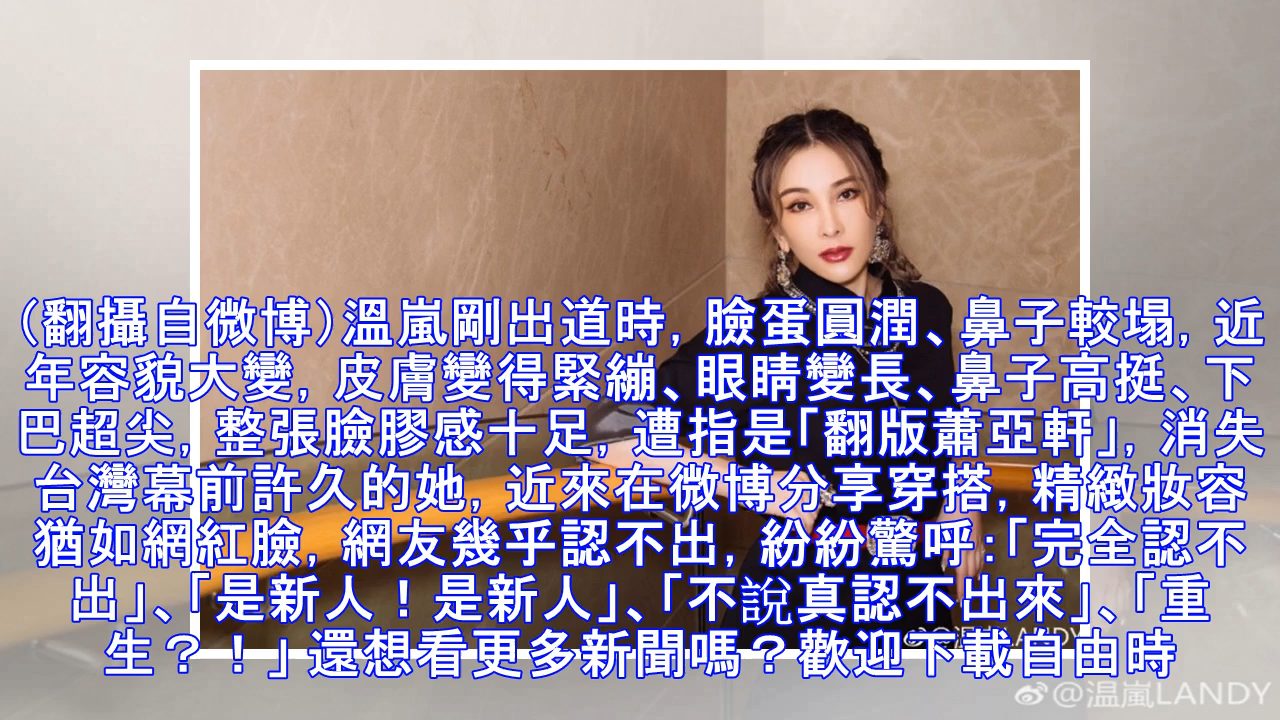 (翻攝自微博)溫嵐剛出道時, 臉蛋圓潤、鼻子較塌, 近
年容貌大變, 皮膚變得緊繃、眼睛變長、鼻子高挺、下
巴超尖, 整張臉膠感十足, 遭指是「翻版蕭亞軒」, 消失
台灣幕前許久的她, 近來在微博分享穿搭, 精緻妝容
猶如網紅臉, 網友幾乎認不出, 紛紛驚呼:「完全認不
出」、「是新人！是新人」、「不說真認不出來」、「重
生？！」還想看更多新聞嗎？歡迎下載自由時
@温嵐LANDY